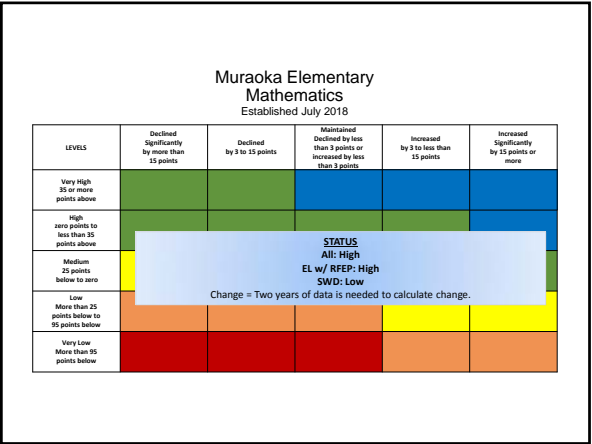 Muraoka Elementary
Mathematics
Established July 2018
LEVELS
Declined
Significantly
by more than
15 points
Declined
by 3 to 15 points
Maintained
Declined by less
than 3 points or
increased by less
than 3 points
Increased
by 3 to less than
15 points
Increased
Significantly
by 15 points or
more
Very High
35 or more
points above
High
zero points to
less than 35
points above
Medium
25 points
below to zero
Low
More than 25
points below to
95 points below
Very Low
More than 95
points below
STATUS
All: High
EL w/ RFEP: High
SWD: Low
Change = Two years of data is needed to calculate change.